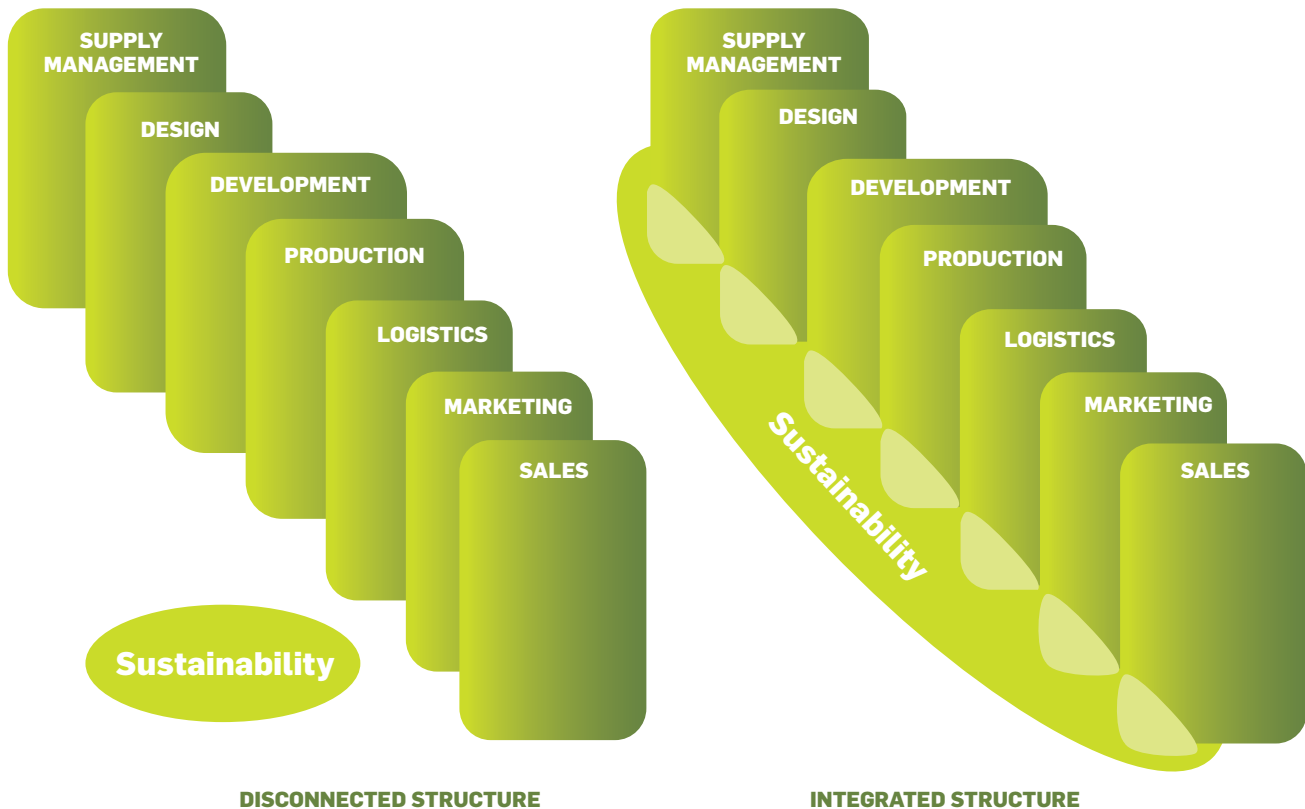 SUPPLY
MANAGEMENT
DESIGN
DEVELOPMENT
PRODUCTION
LOGISTICS
MARKETING
SALES
Sustainability
DISCONNECTED STRUCTURE
SUPPLY
MANAGEMENT
DESIGN
DEVELOPMENT
PRODUCTION
LOGISTICS
MARKETING
SALES
Sustainability
INTEGRATED STRUCTURE